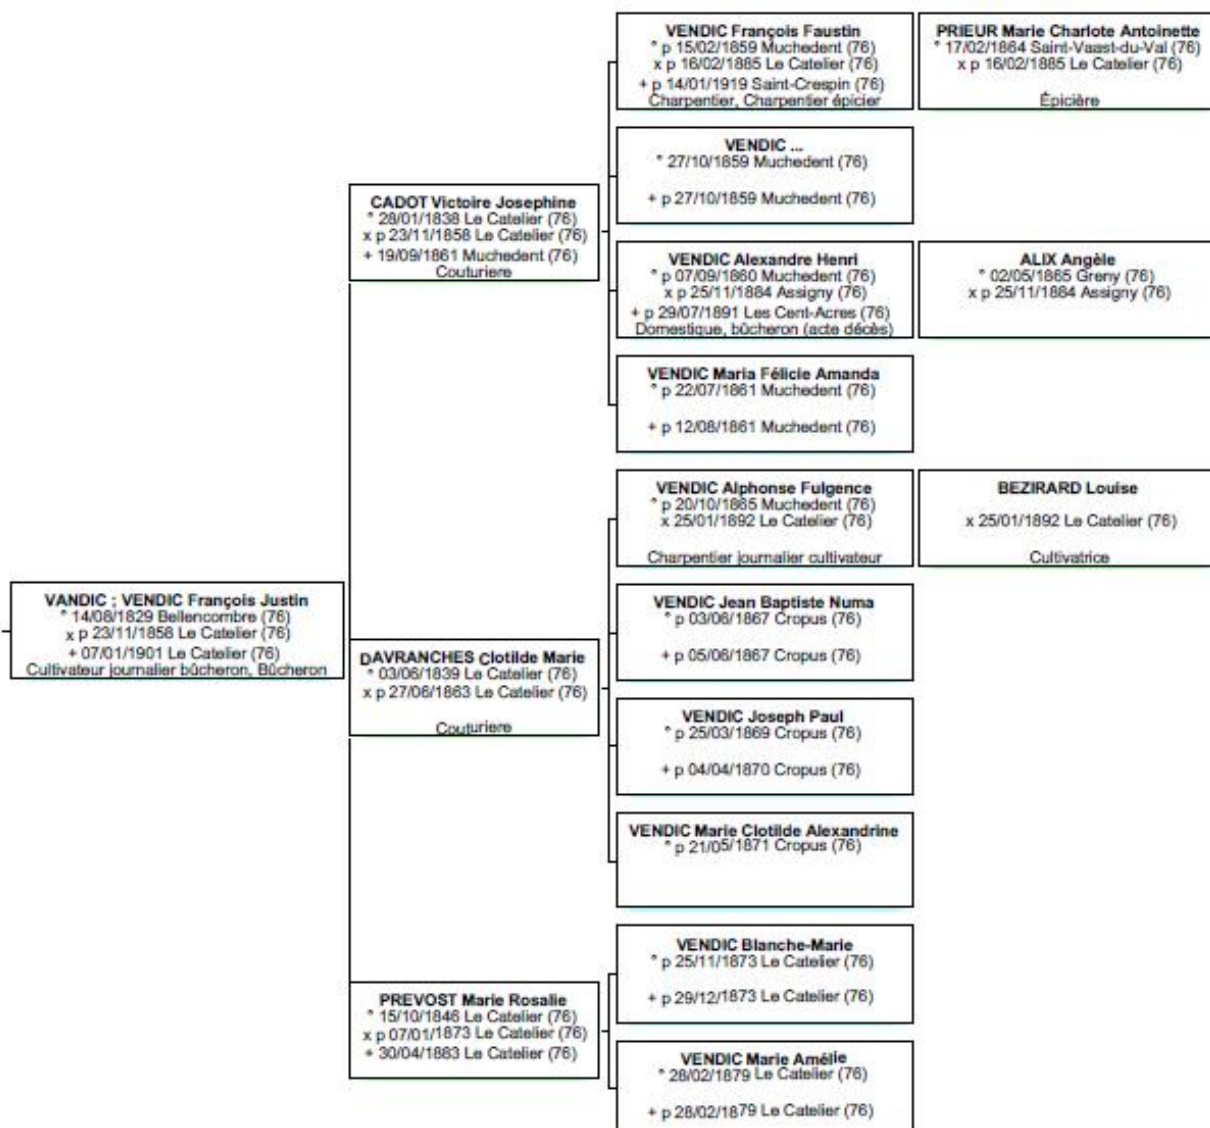 VENDIC François Faustin
° p 15/02/1859 Muchedent (76)
x p 16/02/1885 Le Catelier (76)
+ p 14/01/1919 Saint-Crespin (76)
Charpentier, Charpentier épicier
PRIEUR Marie Charlote Antoinette
° 17/02/1864 Saint-Vaast-du-Val (76)
x p 16/02/1885 Le Catelier (76)
Épicière
VENDIC ...
° 27/10/1859 Muchedent (76)
+ p 27/10/1859 Muchedent (76)
CADOT Victoire Josephine
° 28/01/1838 Le Catelier (76)
x p 23/11/1858 Le Catelier (76)
+ 19/09/1861 Muchedent (76)
Couturiere
VENDIC Alexandre Henri
° p 07/09/1860 Muchedent (76)
x p 25/11/1884 Assigny (76)
+ p 29/07/1891 Les Cent-Acres (76)
Domestique, bûcheron (acte décès)
ALIX Angèle
° 02/05/1865 Greny (76)
x p 25/11/1884 Assigny (76)
VENDIC Maria Félicie Amanda
° p 22/07/1861 Muchedent (76)
+ p 12/08/1861 Muchedent (76)
VENDIC Alphonse Fulgence
° p 20/10/1865 Muchedent (76)
x 25/01/1892 Le Catelier (76)
Charpentier journalier cultivateur
BEZIRARD Louise
x 25/01/1892 Le Catelier (76)
Cultivatrice
VANDIC ; VENDIC François Justin
° 14/08/1829 Bellencombre (76)
x p 23/11/1858 Le Catelier (76)
+ 07/01/1901 Le Catelier (76)
Cultivateur journalier bûcheron, Bûcheron
VENDIC Jean Baptiste Numa
° p 03/06/1867 Cropus (76)
+ p 05/06/1867 Cropus (76)
DAVRANCHES Clotilde Marie
° 03/06/1839 Le Catelier (76)
x p 27/06/1863 Le Catelier (76)
Couturiere
VENDIC Joseph Paul
° p 25/03/1869 Cropus (76)
+ p 04/04/1870 Cropus (76)
VENDIC Marie Clotilde Alexandrine
° p 21/05/1871 Cropus (76)
VENDIC Blanche-Marie
° p 25/11/1873 Le Catelier (76)
+ p 29/12/1873 Le Catelier (76)
PREVOST Marie Rosalie
° 15/10/1846 Le Catelier (76)
x p 07/01/1873 Le Catelier (76)
+ 30/04/1883 Le Catelier (76)
VENDIC Marie Amélie
° 28/02/1879 Le Catelier (76)
+ p 28/02/1879 Le Catelier (76)